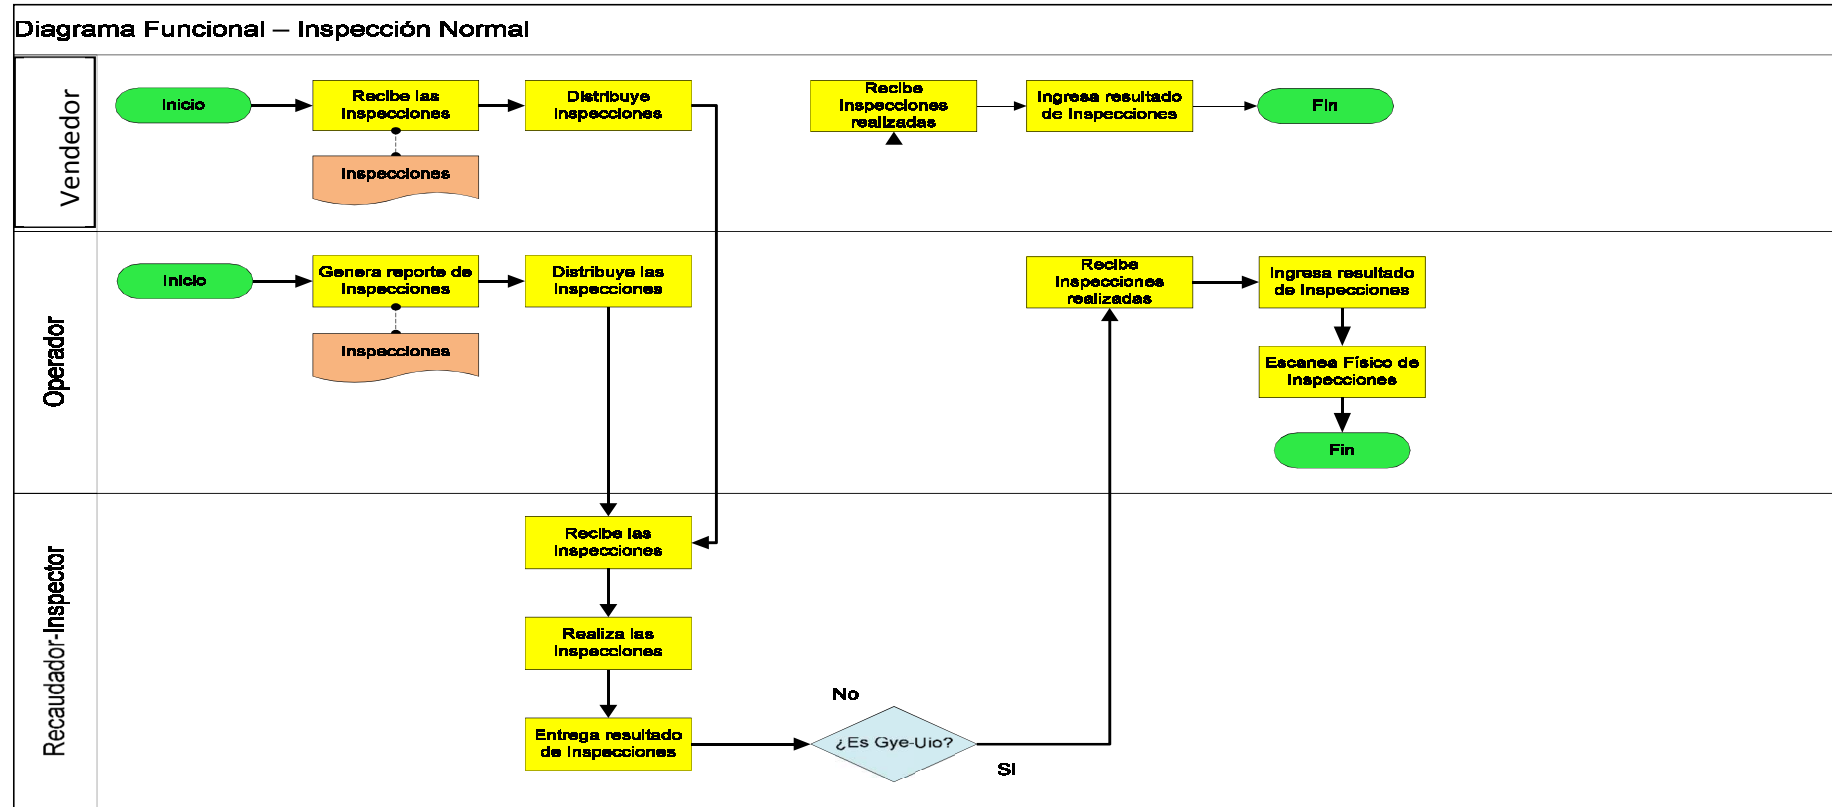 Diagrama Funcional – Inspección Normal
Vendedor
Inicio
Recibe las
Inspecciones
Distribuye
Inspecciones
Recibe
Inspecciones
realizadas
Ingresa resultado
de Inspecciones
Fin
Inspecciones
Operador
Inicio
Genera reporte de
Inspecciones
Distribuye las
Inspecciones
Recibe
Inspecciones
realizadas
Ingresa resultado
de Inspecciones
Inspecciones
Escanea Físico de
Inspecciones
Fin
Recaudador-Inspector
Recibe las
Inspecciones
Realiza las
Inspecciones
Entrega resultado
de Inspecciones
No
¿Es Gye-Uio?
SI